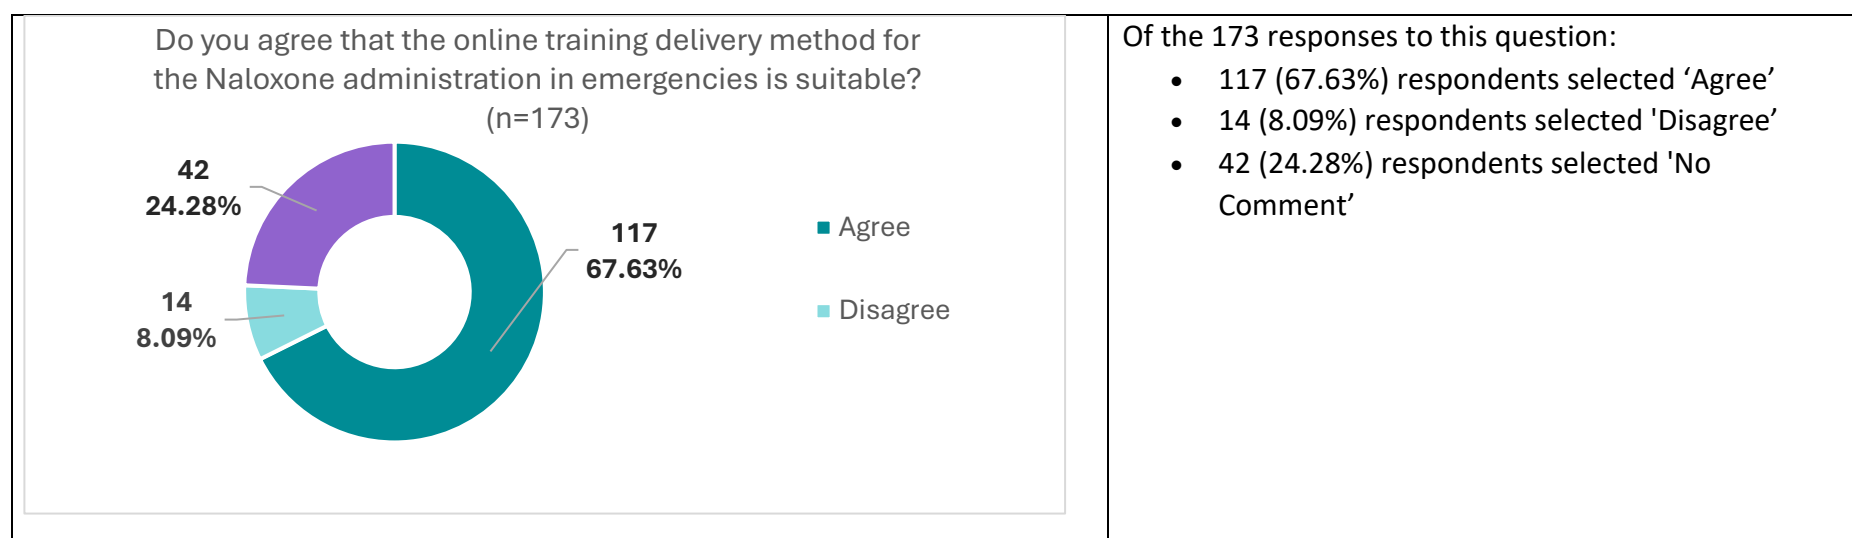 Do you agree that the online training delivery method for
the Naloxone administration in emergencies is suitable?
(n=173)
42
24.28%
14
8.09%
117
67.63%
Agree
Disagree
Of the 173 responses to this question:
• 117 (67.63%) respondents selected ‘Agree’
• 14 (8.09%) respondents selected 'Disagree’
• 42 (24.28%) respondents selected 'No
Comment’